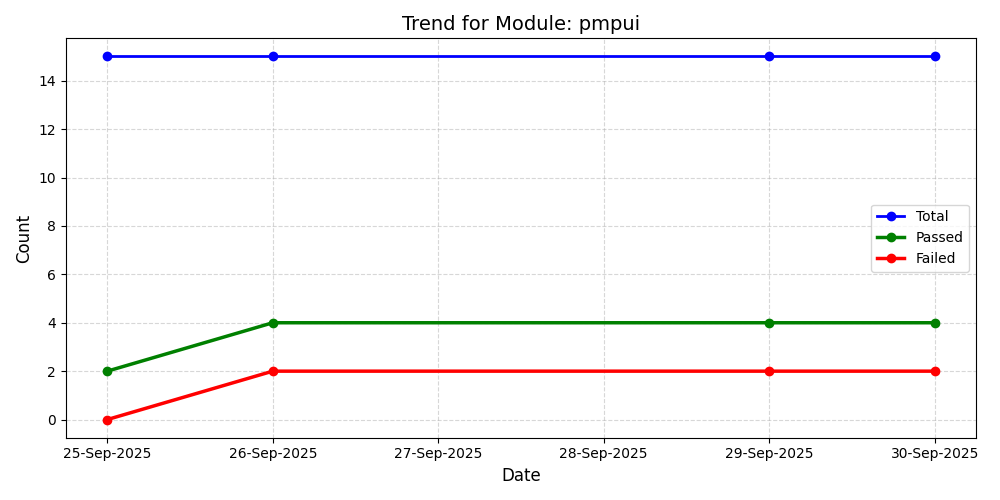 Trend for Module: pmpui
Count
14
12
10
8
6
4
2
0
Total
Passed
Failed
25-Sep-2025 26-Sep-2025 27-Sep-2025 28-Sep-2025 29-Sep-2025 30-Sep-2025
Date